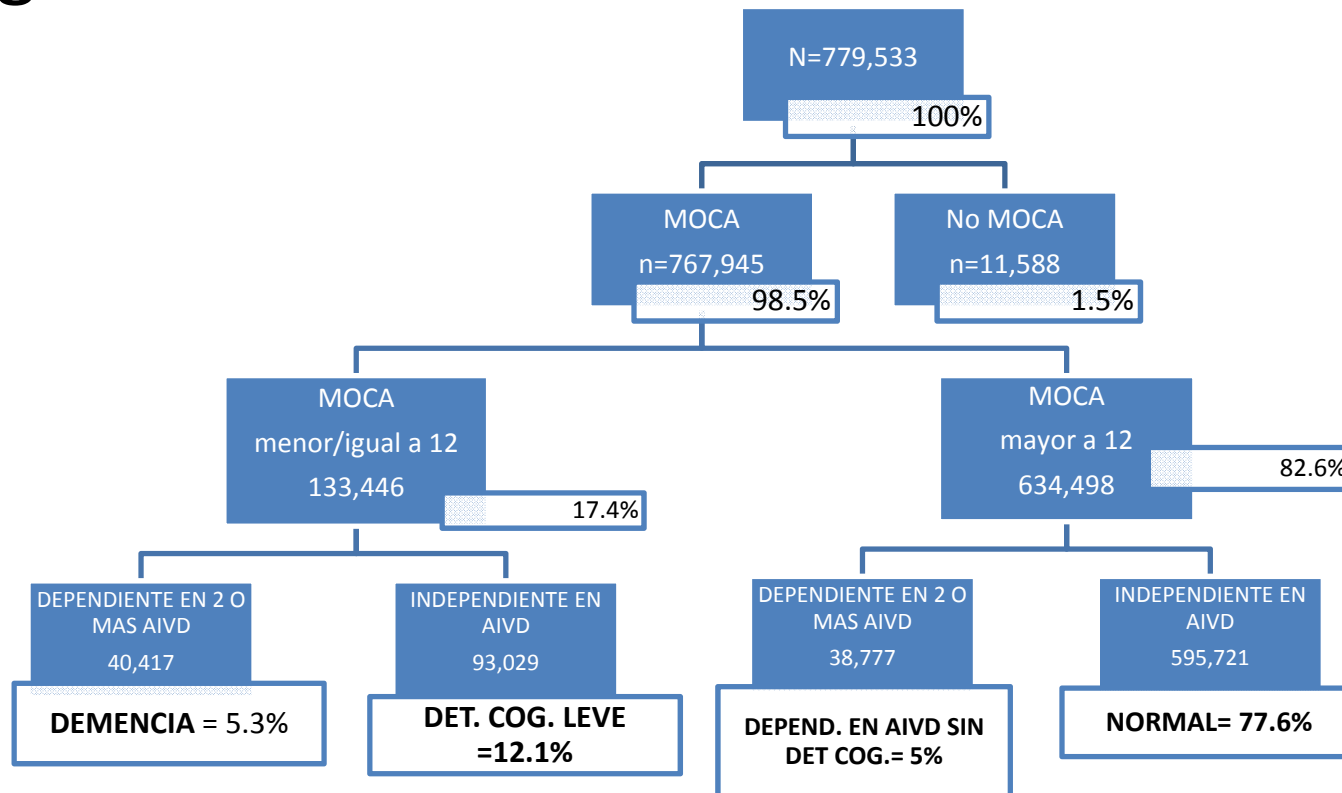 N=779,533
100%
MOCA
n=767,945
98.5%
No MOCA
n=11,588
1.5%
MOCA
menor/igual a 12
133,446
17.4%
MOCA
mayor a 12
634,498
82.6%
DEPENDIENTE EN 2 O
MAS AIVD
40,417
DEMENCIA = 5.3%
INDEPENDIENTE EN
AIVD
93,029
DET. COG. LEVE
=12.1%
DEPENDIENTE EN 2 O
MAS AIVD
38,777
DEPEND. EN AIVD SIN
DET COG.= 5%
INDEPENDIENTE EN
AIVD
595,721
NORMAL= 77.6%